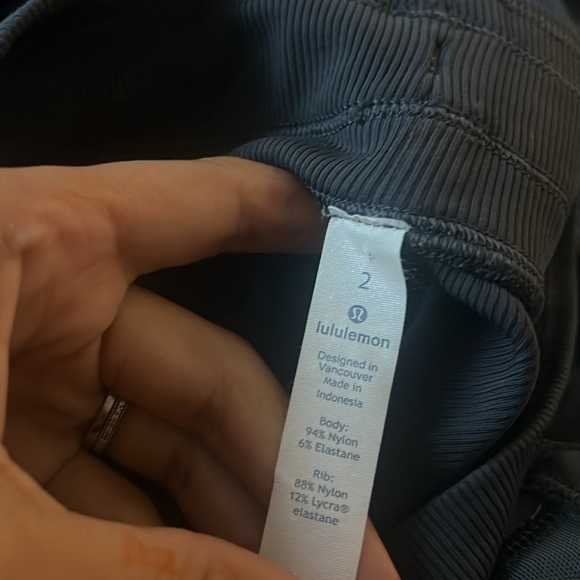 2
lululemon
Designed in
Vancouver
Made in
Indonesia
Body:
94% Nylon
6% Elastane
Rib:
88% Nylon
12% Lycra®
elastane